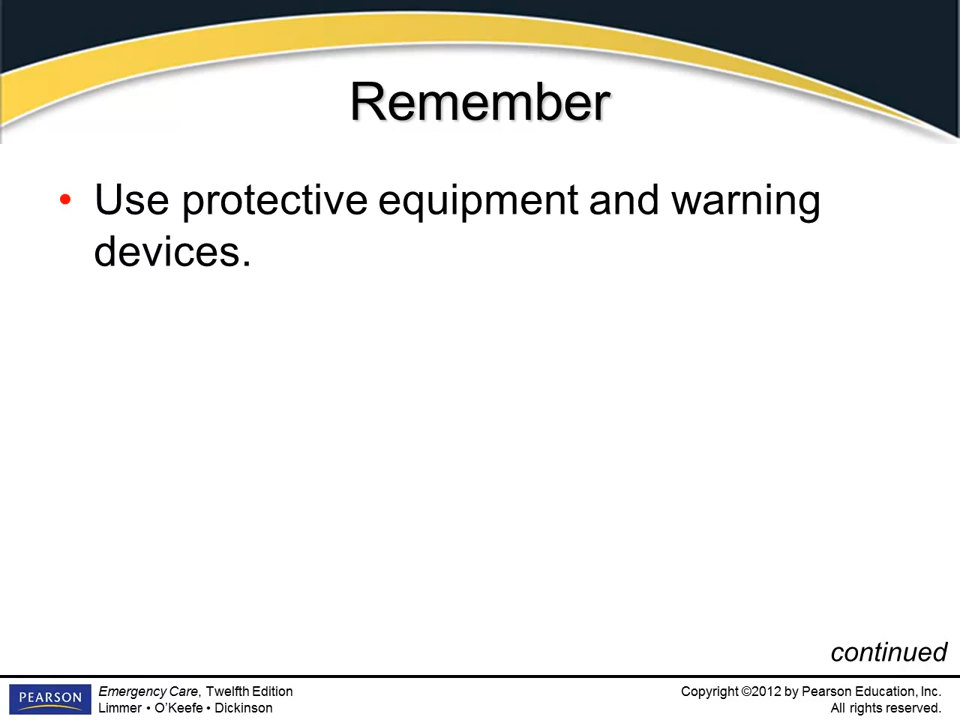 Remember
• Use protective equipment and warning
devices.
continued
PEARSON
Emergency Care, Twelfth Edition
Limmer • O’Keefe • Dickinson
Copyright ©2012 by Pearson Education, Inc.
All rights reserved.